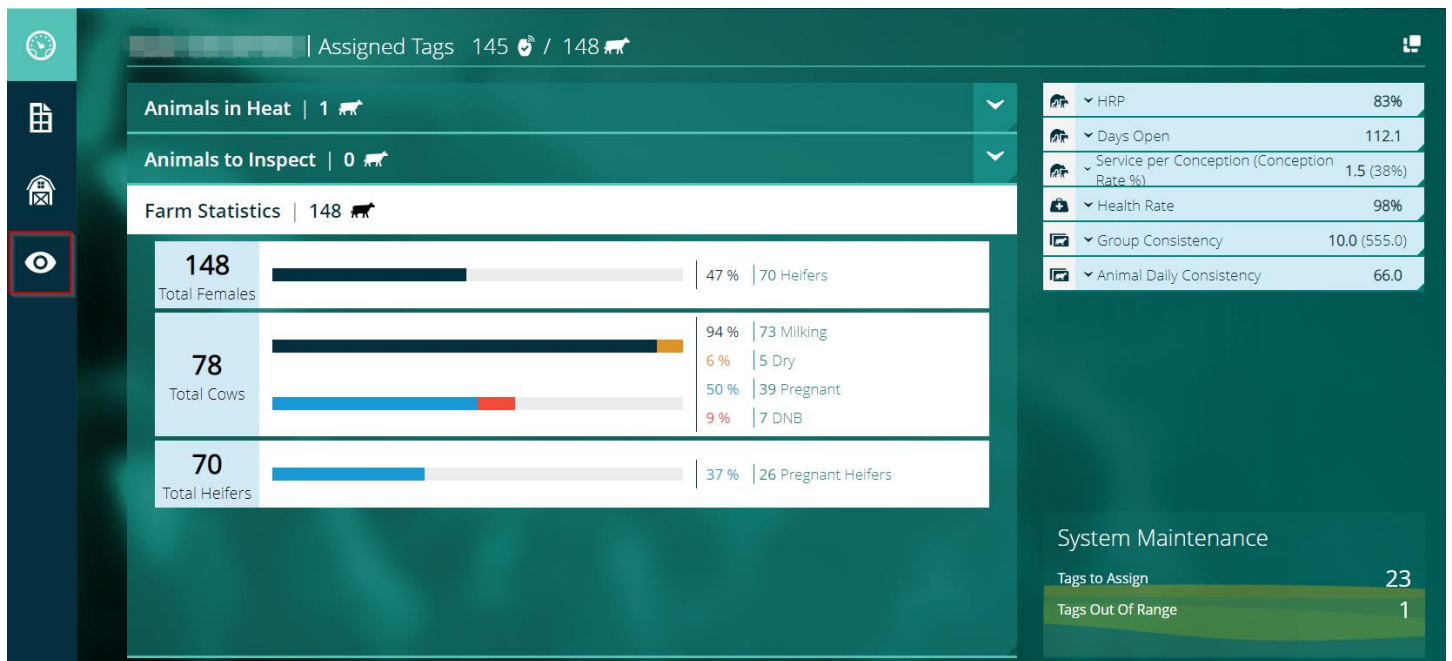 Assigned Tags 145 / 148
Animals in Heat | 1
Animals to Inspect | 0
Farm Statistics | 148
148
Total Females
47 % 70 Heifers
78
Total Cows
94 % 73 Milking
6 % 5 Dry
50 % 39 Pregnant
9 % 7 DNB
70
Total Heifers
37 % 26 Pregnant Heifers
HRP 83%
Days Open 112.1
Service per Conception (Conception
Rate %) 1.5 (38%)
Health Rate 98%
Group Consistency 10.0 (555.0)
Animal Daily Consistency 66.0
System Maintenance
Tags to Assign 23
Tags Out Of Range 1